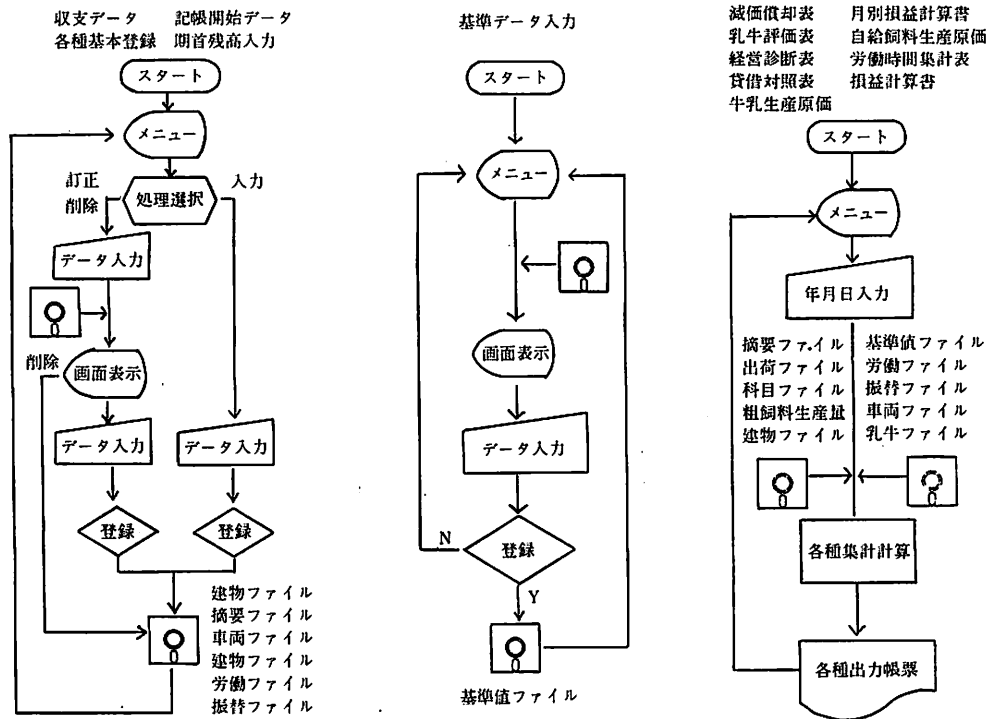 収支データ 記帳開始データ
各種基本登録 期首残高入力
スタート
メニュー
訂正
削除
処理選択
入力
データ入力
削除
画面表示
データ入力
データ入力
登録
登録
建物ファイル
摘要ファイル
車両ファイル
建物ファイル
労働ファイル
振替ファイル
基準データ入力
スタート
メニュー
画面表示
データ入力
登録
N
Y
基準値ファイル
減価償却表 月別損益計算書
乳牛評価表 自給飼料生産原価
経営診断表 労働時間集計表
貸借対照表 損益計算書
牛乳生産原価
スタート
メニュー
年月日入力
摘要ファイル 基準値ファイル
出荷ファイル 労働ファイル
科目ファイル 振替ファイル
粗飼料生産量 車両ファイル
建物ファイル 乳牛ファイル
各種集計計算
各種出力帳票